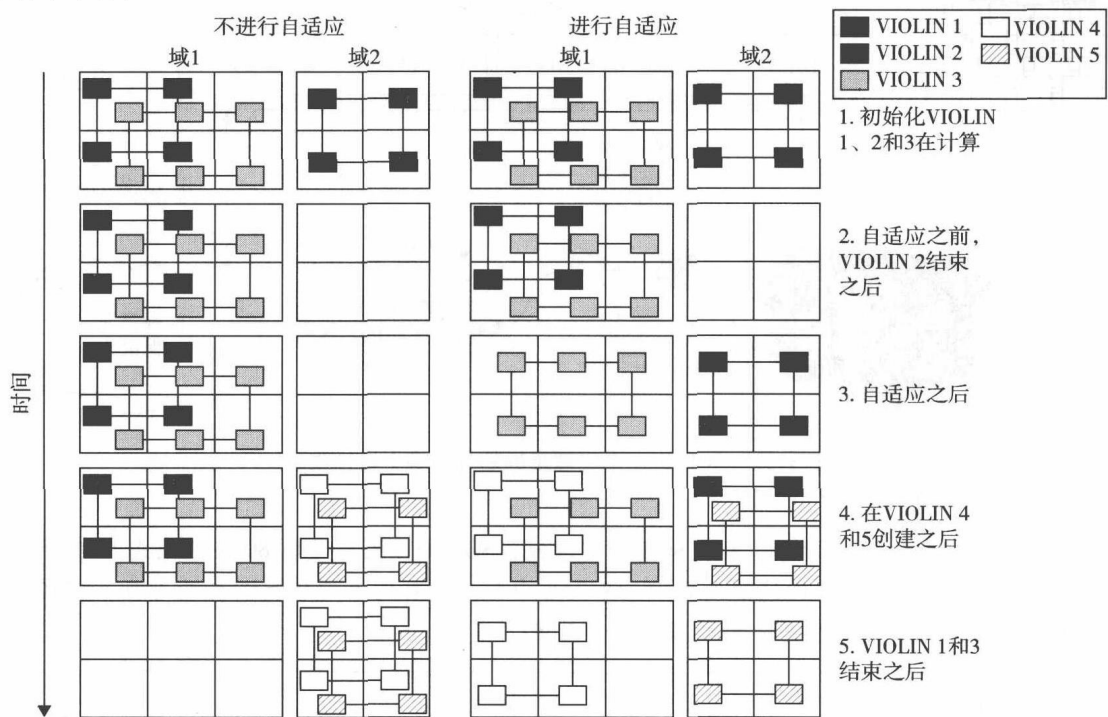 不进行自适应
进行自适应
域1
域2
域1
域2
VIOLIN 1
VIOLIN 4
VIOLIN 2
VIOLIN 5
VIOLIN 3
1. 初始化VIOLIN
1、2和3在计算
2. 自适应之前，
VIOLIN 2结束
之后
3. 自适应之后
4. 在VIOLIN 4
和5创建之后
5. VIOLIN 1和3
结束之后
时间